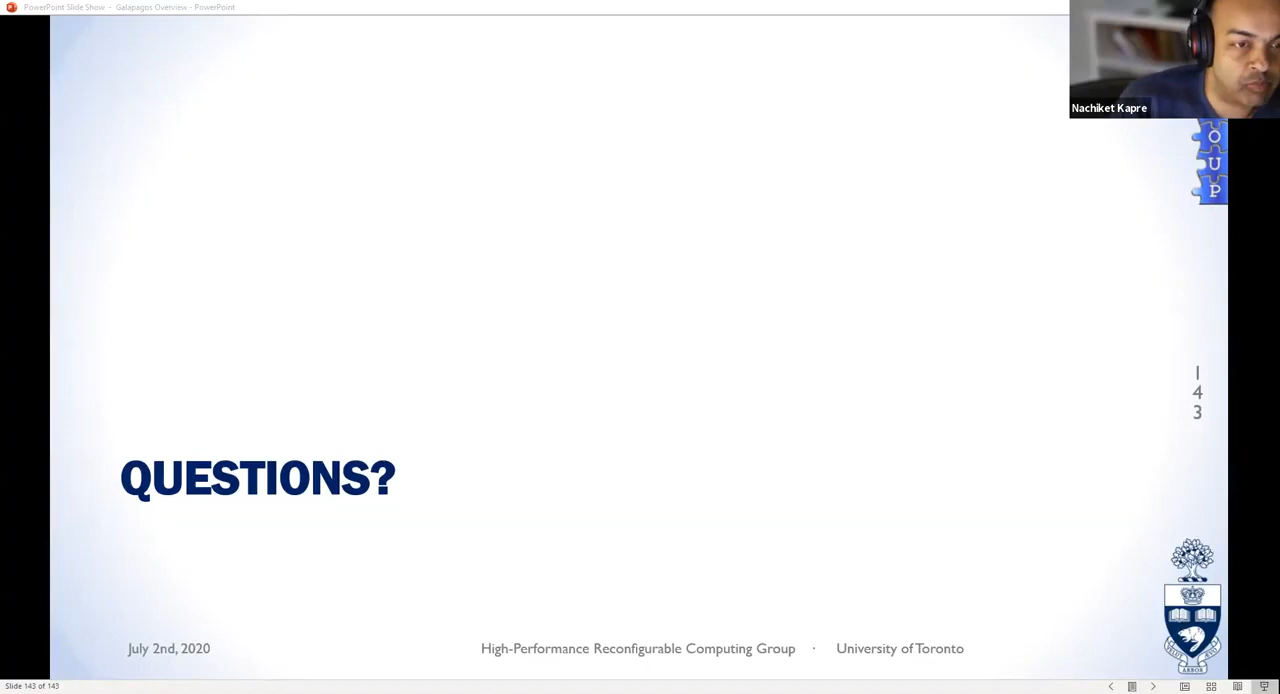 PowerPoint Slide Show - Galapagos Overview - PowerPoint
Nachiket Kapre
O
U
P
1
4
3
QUESTIONS?
July 2nd, 2020
High-Performance Reconfigurable Computing Group · University of Toronto
Slide 143 of 143